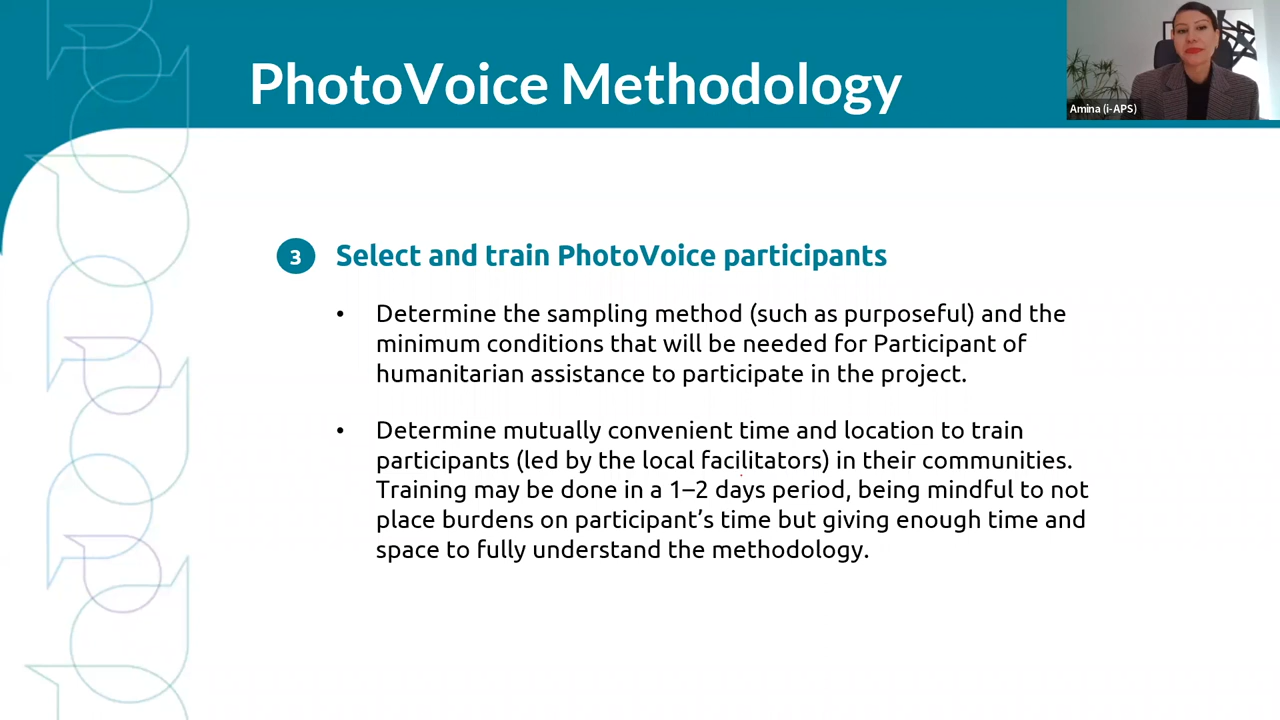 PhotoVoice Methodology
Amina (i-APS)
3 Select and train PhotoVoice participants
• Determine the sampling method (such as purposeful) and the
minimum conditions that will be needed for Participant of
humanitarian assistance to participate in the project.
• Determine mutually convenient time and location to train
participants (led by the local facilitators) in their communities.
Training may be done in a 1–2 days period, being mindful to not
place burdens on participant’s time but giving enough time and
space to fully understand the methodology.